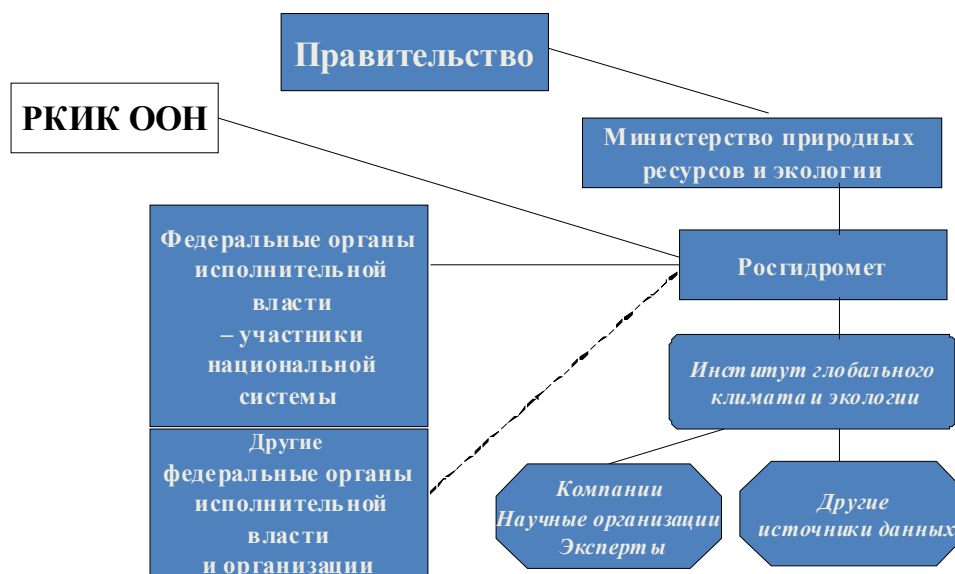 Правительство
РКИК ООН
Министерство природных
ресурсов и экологии
Федеральные органы
исполнительной
власти
– участники
национальной
системы
Росгидромет
Институт глобального
климата и экологии
Другие
федеральные органы
исполнительной
власти
и организации
Компании
Научные организации
Эксперты
Другие
источники данных